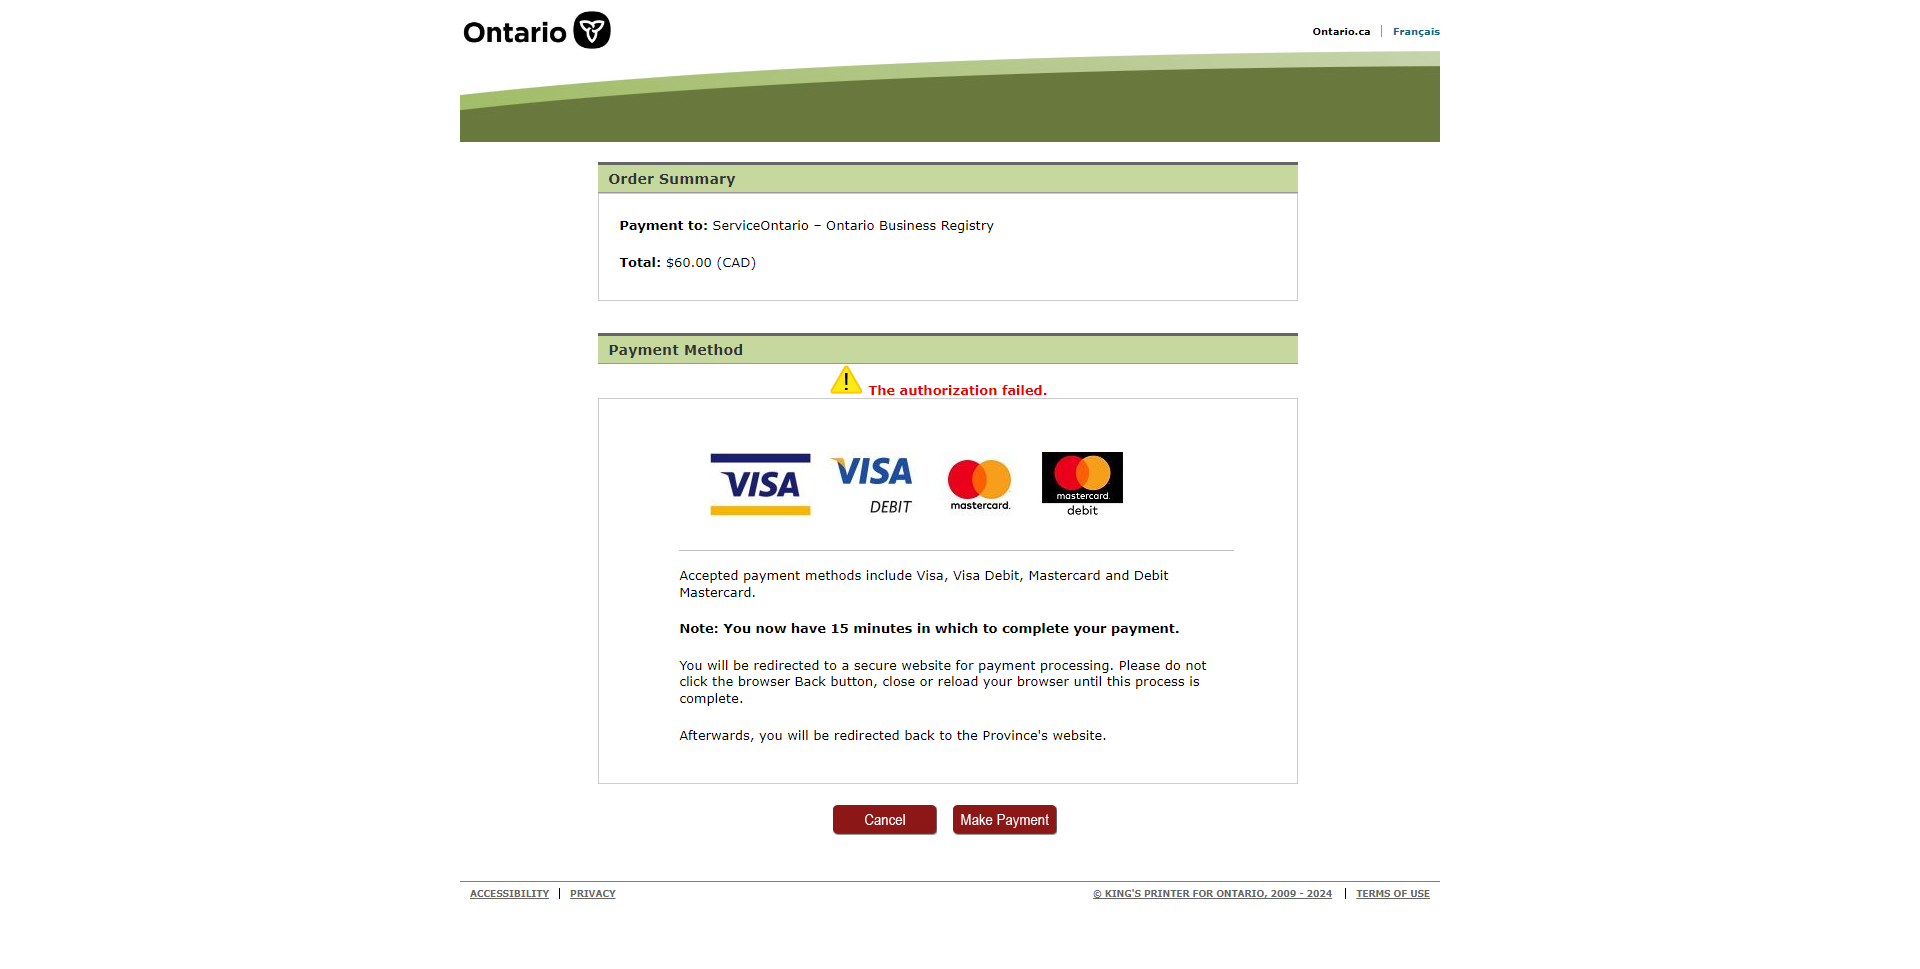 Ontario
Ontario.ca | Français
Order Summary
Payment to: ServiceOntario – Ontario Business Registry
Total: $60.00 (CAD)
Payment Method
! The authorization failed.
VISA
VISA
DEBIT
mastercard.
mastercard.
debit
Accepted payment methods include Visa, Visa Debit, Mastercard and Debit
Mastercard.
Note: You now have 15 minutes in which to complete your payment.
You will be redirected to a secure website for payment processing. Please do not
click the browser Back button, close or reload your browser until this process is
complete.
Afterwards, you will be redirected back to the Province's website.
Cancel Make Payment
ACCESSIBILITY | PRIVACY © KING'S PRINTER FOR ONTARIO, 2009 - 2024 | TERMS OF USE